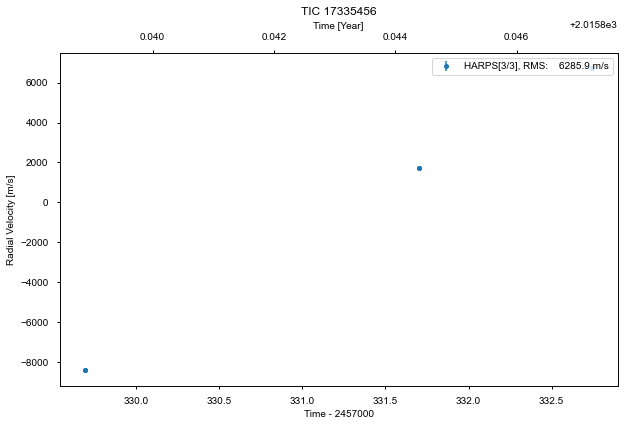 TIC 17335456
Time [Year]
+2.0158e3
0.040 0.042 0.044 0.046
HARPS[3/3], RMS: 6285.9 m/s
6000
4000
2000
0
−2000
−4000
−6000
−8000
Radial Velocity [m/s]
330.0 330.5 331.0 331.5 332.0 332.5
Time - 2457000